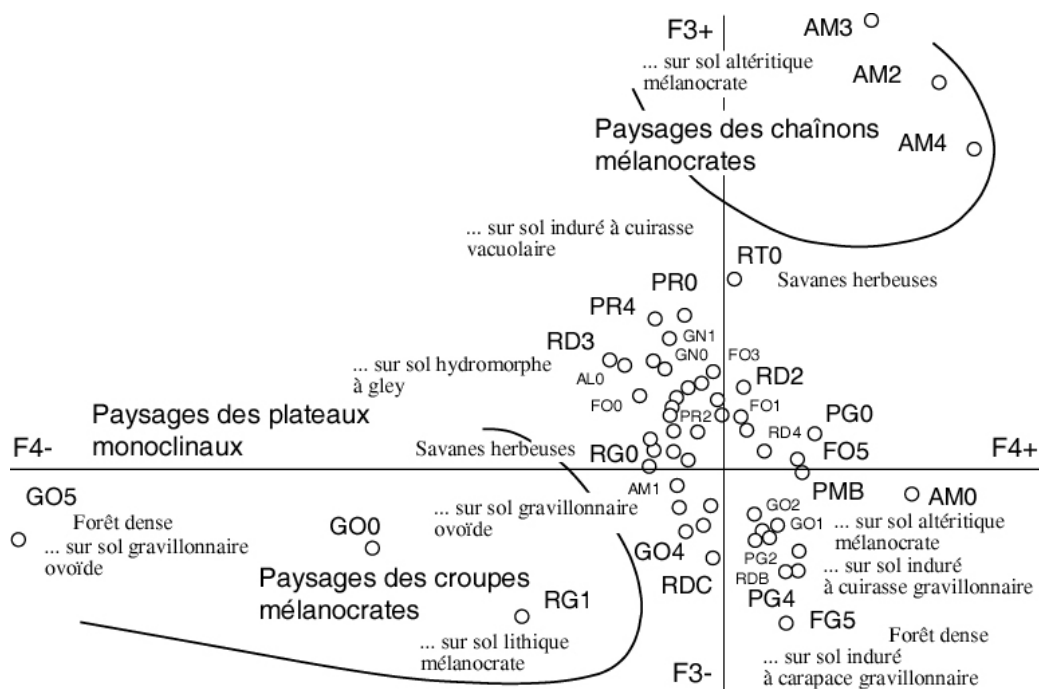 F3+
AM3
... sur sol altéritique
mélanocrate
AM2
Paysages des chaînons
mélanocrates
AM4
... sur sol induré à cuirasse
vacuolaire
RT0
Savanes herbeuses
PR0
PR4
GN1
RD3
GN0
FO3
... sur sol hydromorphe
à gley
AL0
RD2
FO0
Paysages des plateaux
monoclinaux
PR2
FO1
PG0
RD4
F4-
Savanes herbeuses
RG0
FO5
F4+
AM1
PMB
AM0
GO5
Forêt dense
... sur sol gravillonnaire
ovoïde
GO0
... sur sol gravillonnaire
ovoïde
GO2
GO1
... sur sol altéritique
mélanocrate
GO4
PG2
RDC
RDB
... sur sol induré
à cuirasse gravillonnaire
Paysages des croupes
mélanocrates
RG1
PG4
FG5
... sur sol lithique
mélanocrate
Forêt dense
F3-
... sur sol induré
à carapace gravillonnaire